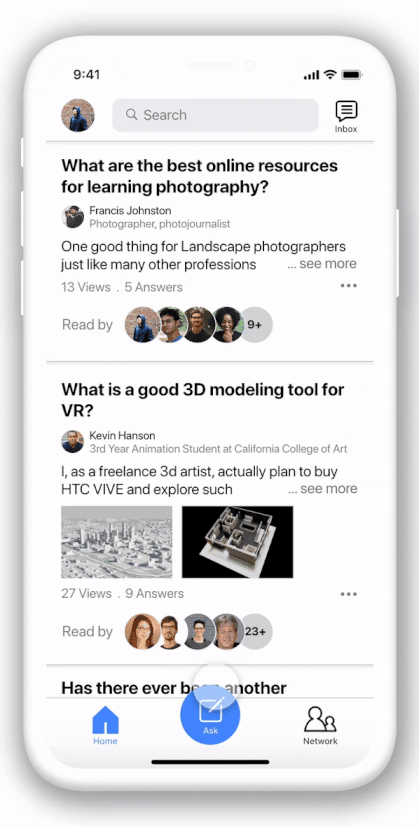 9:41
Search
Inbox
What are the best online resources
for learning photography?
Francis Johnston
Photographer, photojournalist
One good thing for Landscape photographers
just like many other professions ... see more
13 Views . 5 Answers
Read by 9+
What is a good 3D modeling tool for
VR?
Kevin Hanson
3rd Year Animation Student at California College of Art
I, as a freelance 3d artist, actually plan to buy
HTC VIVE and explore such ... see more
27 Views . 9 Answers
Read by 23+
Has there ever been another
Home Ask Network